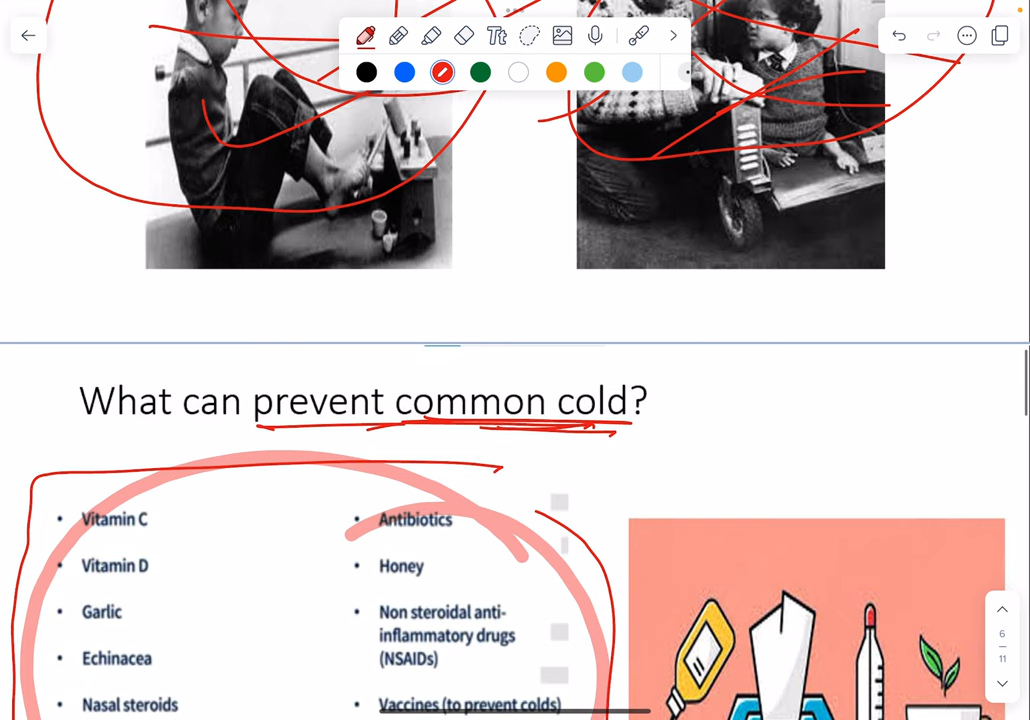 Tt
What can prevent common cold?
• Vitamin C
• Vitamin D
• Garlic
• Echinacea
• Nasal steroids
• Antibiotics
• Honey
• Non steroidal anti-
inflammatory drugs
(NSAIDs)
• Vaccines (to prevent colds)
6
11